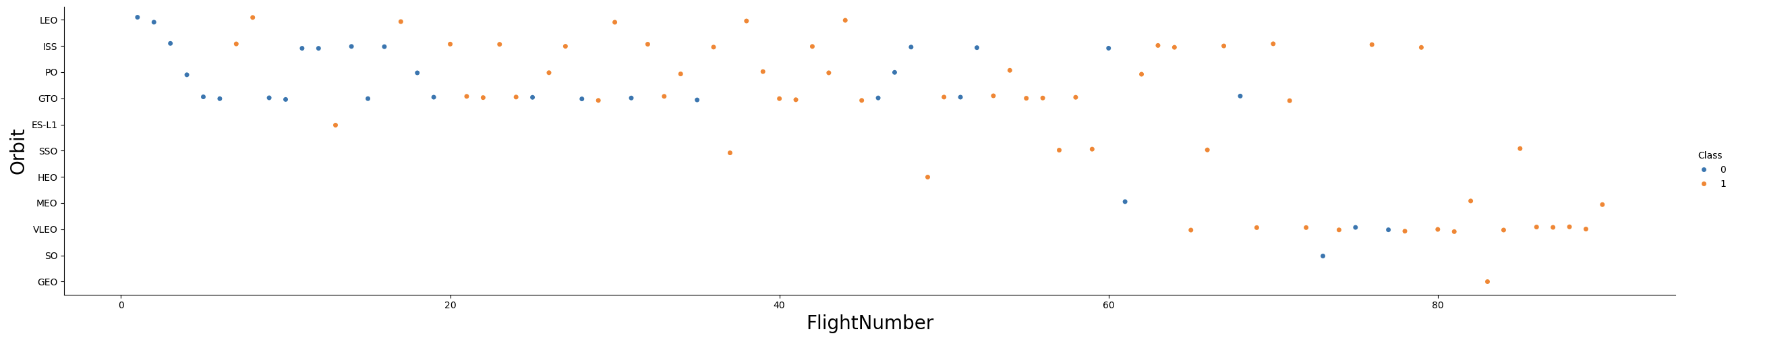 Orbit
LEO
ISS
PO
GTO
ES-L1
SSO
HEO
MEO
VLEO
SO
GEO
0 20 40 60 80
FlightNumber
Class
0
1